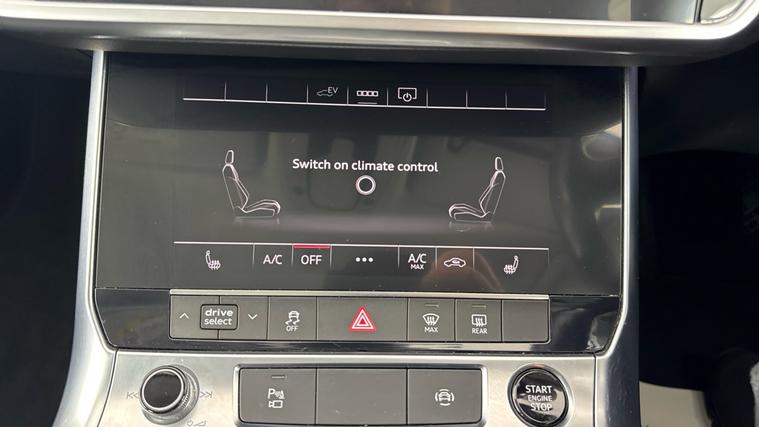 EV
Switch on climate control
A/C OFF A/C MAX
drive select
OFF
MAX
REAR
START ENGINE STOP